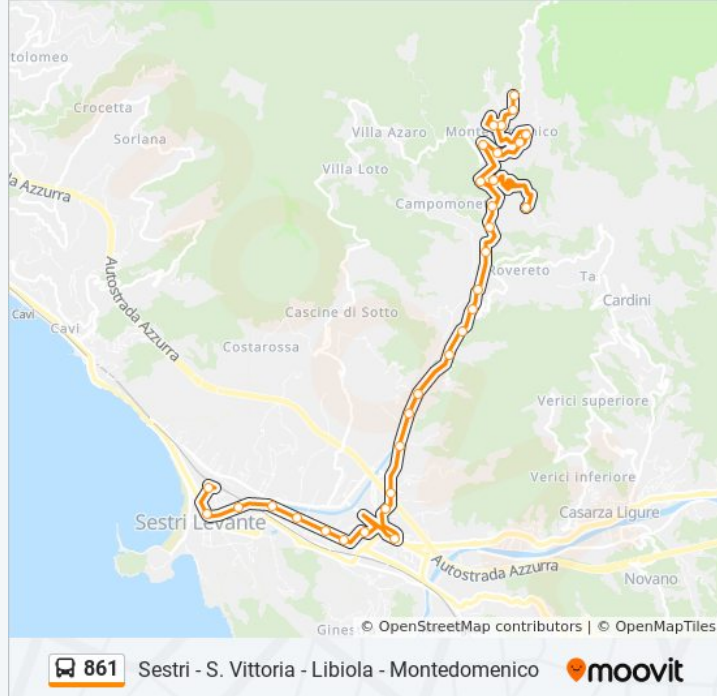 tolomeo
Crocetta
Sorlana
Villa Azaro
Villa Loto
da Azzurra
Campomone
Rovereto
Ta
Cardini
Autostrada Azzurra
Cavi
Cavi
Cascine di Sotto
Costarossa
Verici superiore
Verici inferiore
Casarza Ligure
Sestri Levante
Autostrada Azzurra
Novano
Gines
© OpenStreetMap contributors | © OpenMapTiles
861 Sestri - S. Vittoria - Libiola - Montedomenico moovit